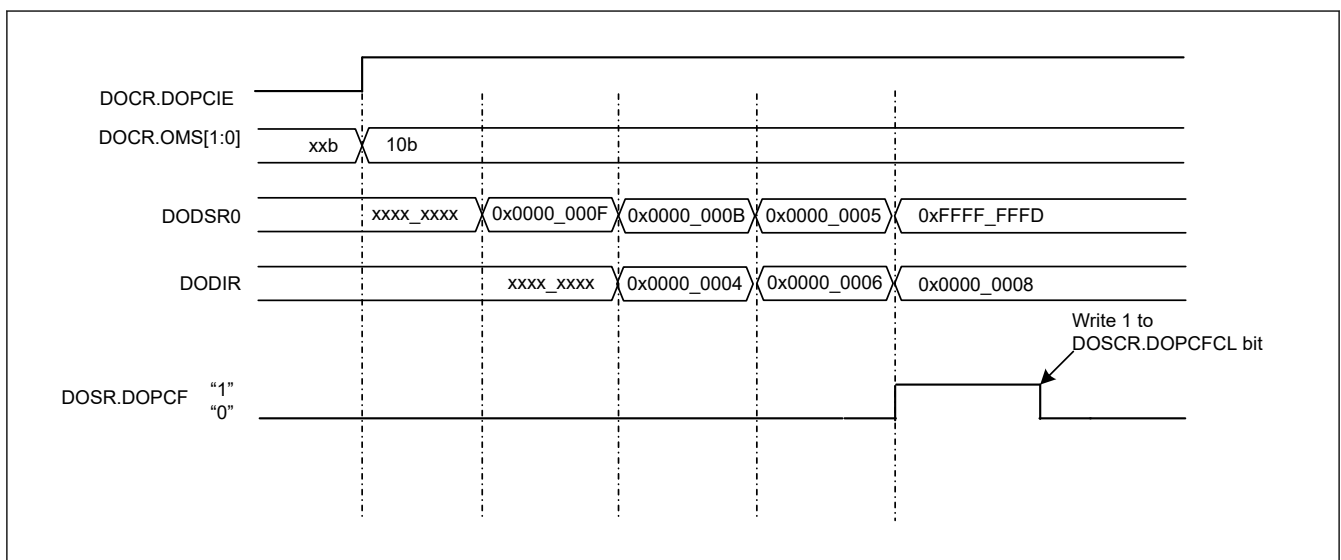 DOCR.DOPCIE
DOCR.OMS[1:0] xxb 10b
DODSR0 xxxx_xxxx 0x0000_000F 0x0000_000B 0x0000_0005 0xFFFF_FFFD
DODIR xxxx_xxxx 0x0000_0004 0x0000_0006 0x0000_0008
Write 1 to
DOSCR.DOPCFCL bit
DOSR.DOPCF “1”
“0”